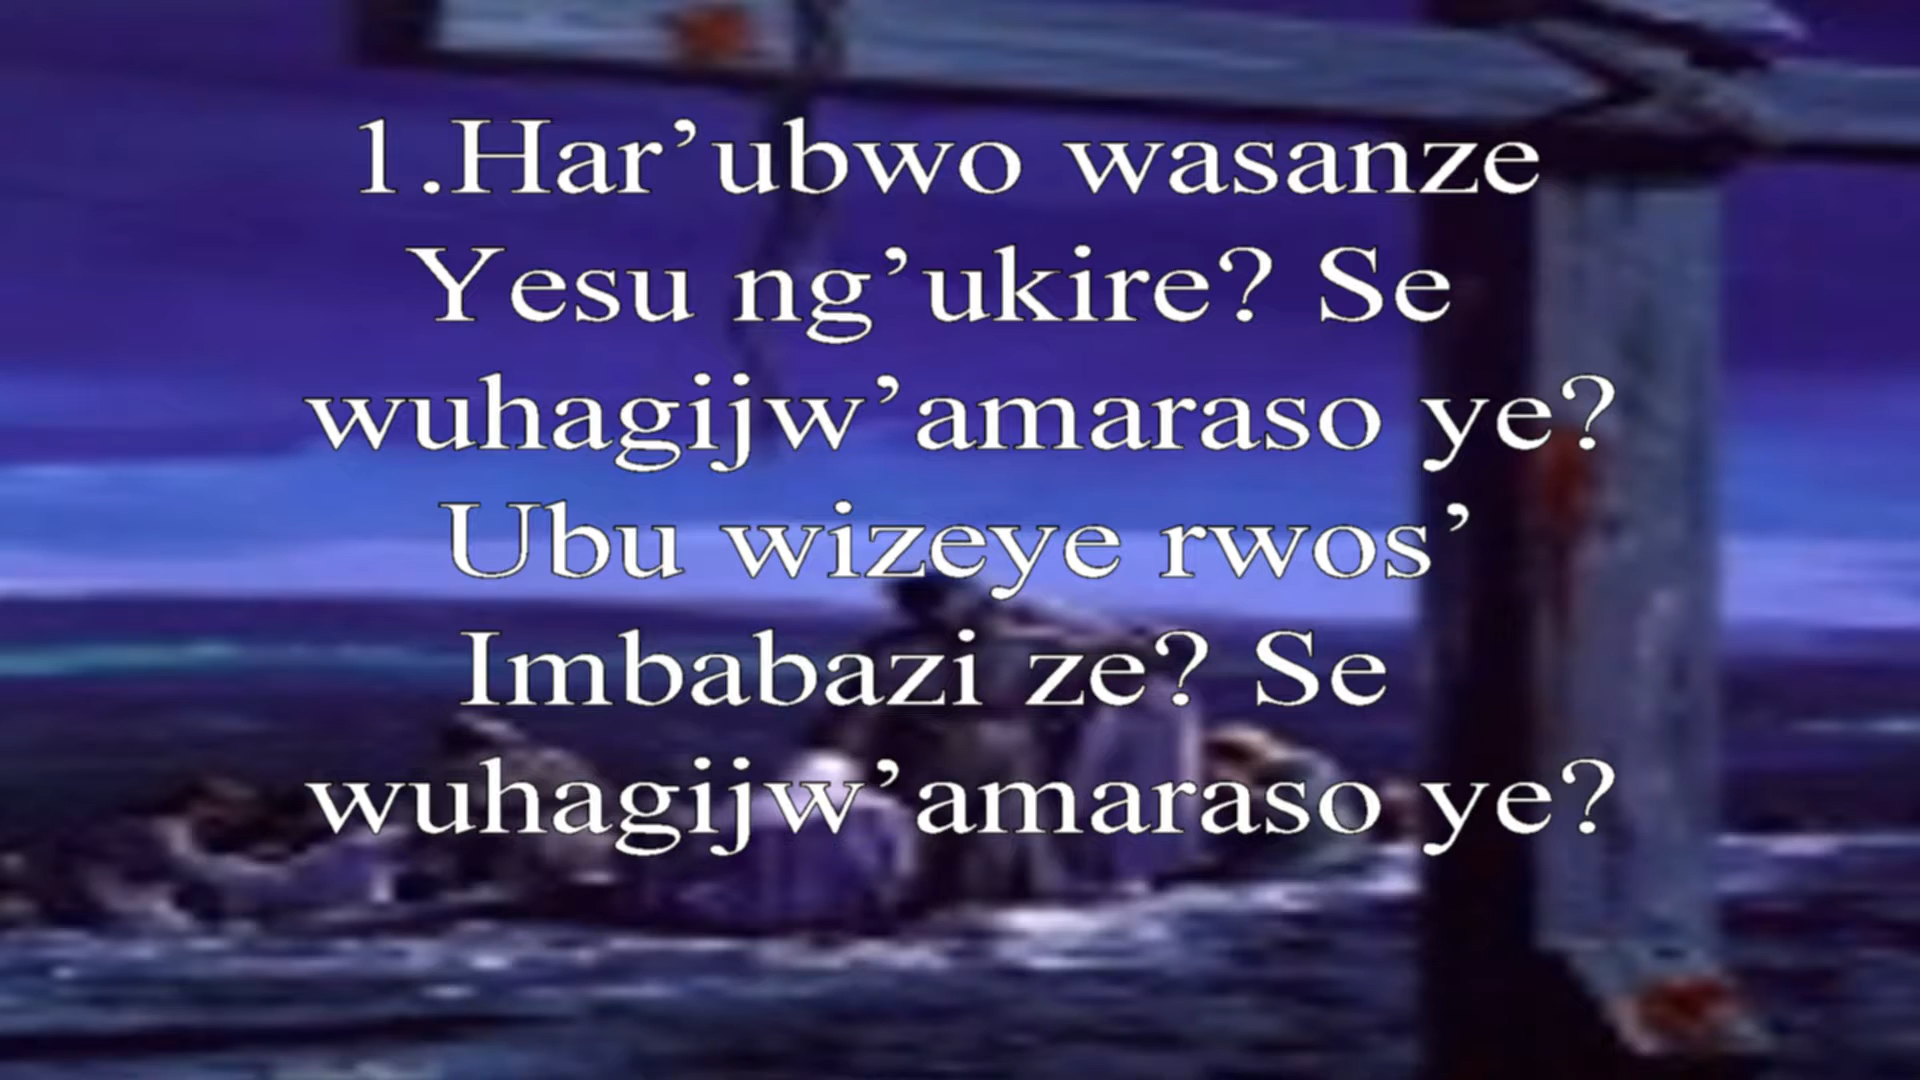 1.Har’ubwo wasanze
Yesu ng’ukire? Se
wuhagijw’amaraso ye?
Ubu wizeye rwos’
Imbabazi ze? Se
wuhagijw’amaraso ye?